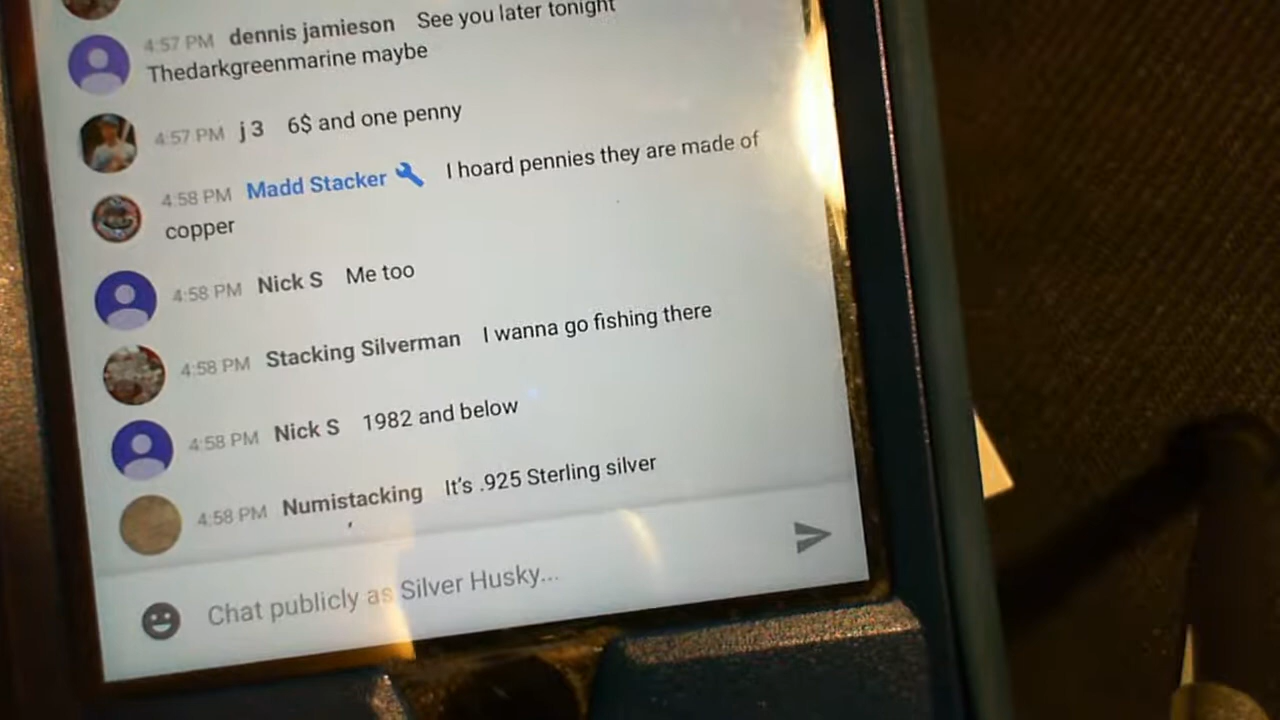 4:57 PM dennis jamieson See you later tonight
Thedarkgreenmarine maybe
4:57 PM j 3 6$ and one penny
4:58 PM Madd Stacker I hoard pennies they are made of
copper
4:58 PM Nick S Me too
4:58 PM Stacking Silverman I wanna go fishing there
4:58 PM Nick S 1982 and below
4:58 PM Numistacking It's .925 Sterling silver
Chat publicly as Silver Husky...